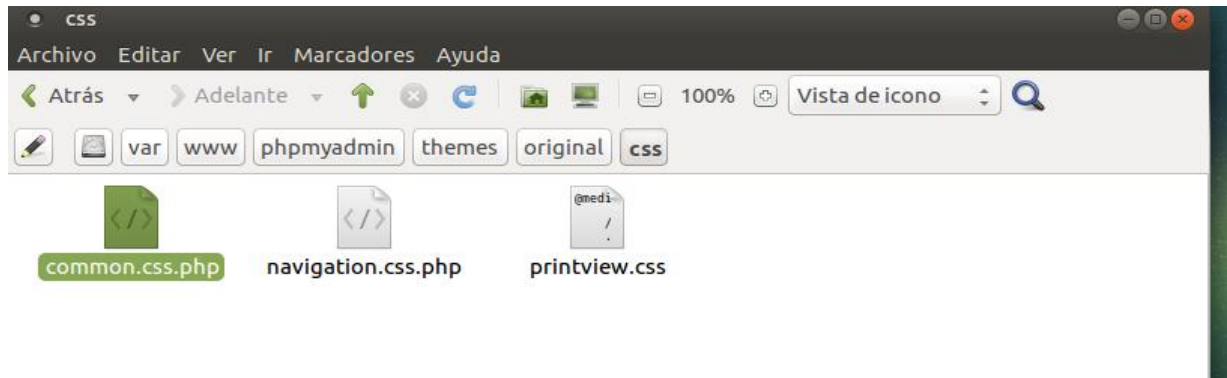 css
Archivo Editar Ver Ir Marcadores Ayuda
Atrás Adelante 100% Vista de icono
var www phpmyadmin themes original css
@medi
/
.
common.css.php navigation.css.php printview.css